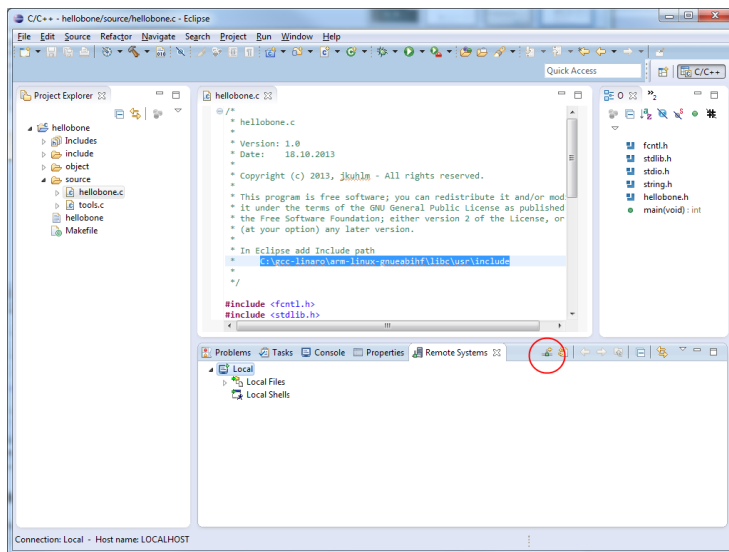 C/C++ - hellobone/source/hellobone.c - Eclipse
File Edit Source Refactor Navigate Search Project Run Window Help
Quick Access
C/C++
Project Explorer
hellobone
Includes
include
object
source
hellobone.c
tools.c
hellobone
Makefile
hellobone.c
/*
* hellobone.c
*
* Version: 1.0
* Date: 18.10.2013
*
* Copyright (c) 2013, jkuhlm - All rights reserved.
*
* This program is free software; you can redistribute it and/or mod
* it under the terms of the GNU General Public License as published
* the Free Software Foundation; either version 2 of the License, or
* (at your option) any later version.
*
* In Eclipse add Include path
* C:\gcc-linaro\arm-linux-gnueabihf\libc\usr\include
*
*/
#include <fcntl.h>
#include <stdlib.h>
O
»2
fcntl.h
stdlib.h
stdio.h
string.h
hellobone.h
main(void) : int
Problems Tasks Console Properties Remote Systems
Local
Local Files
Local Shells
Connection: Local - Host name: LOCALHOST